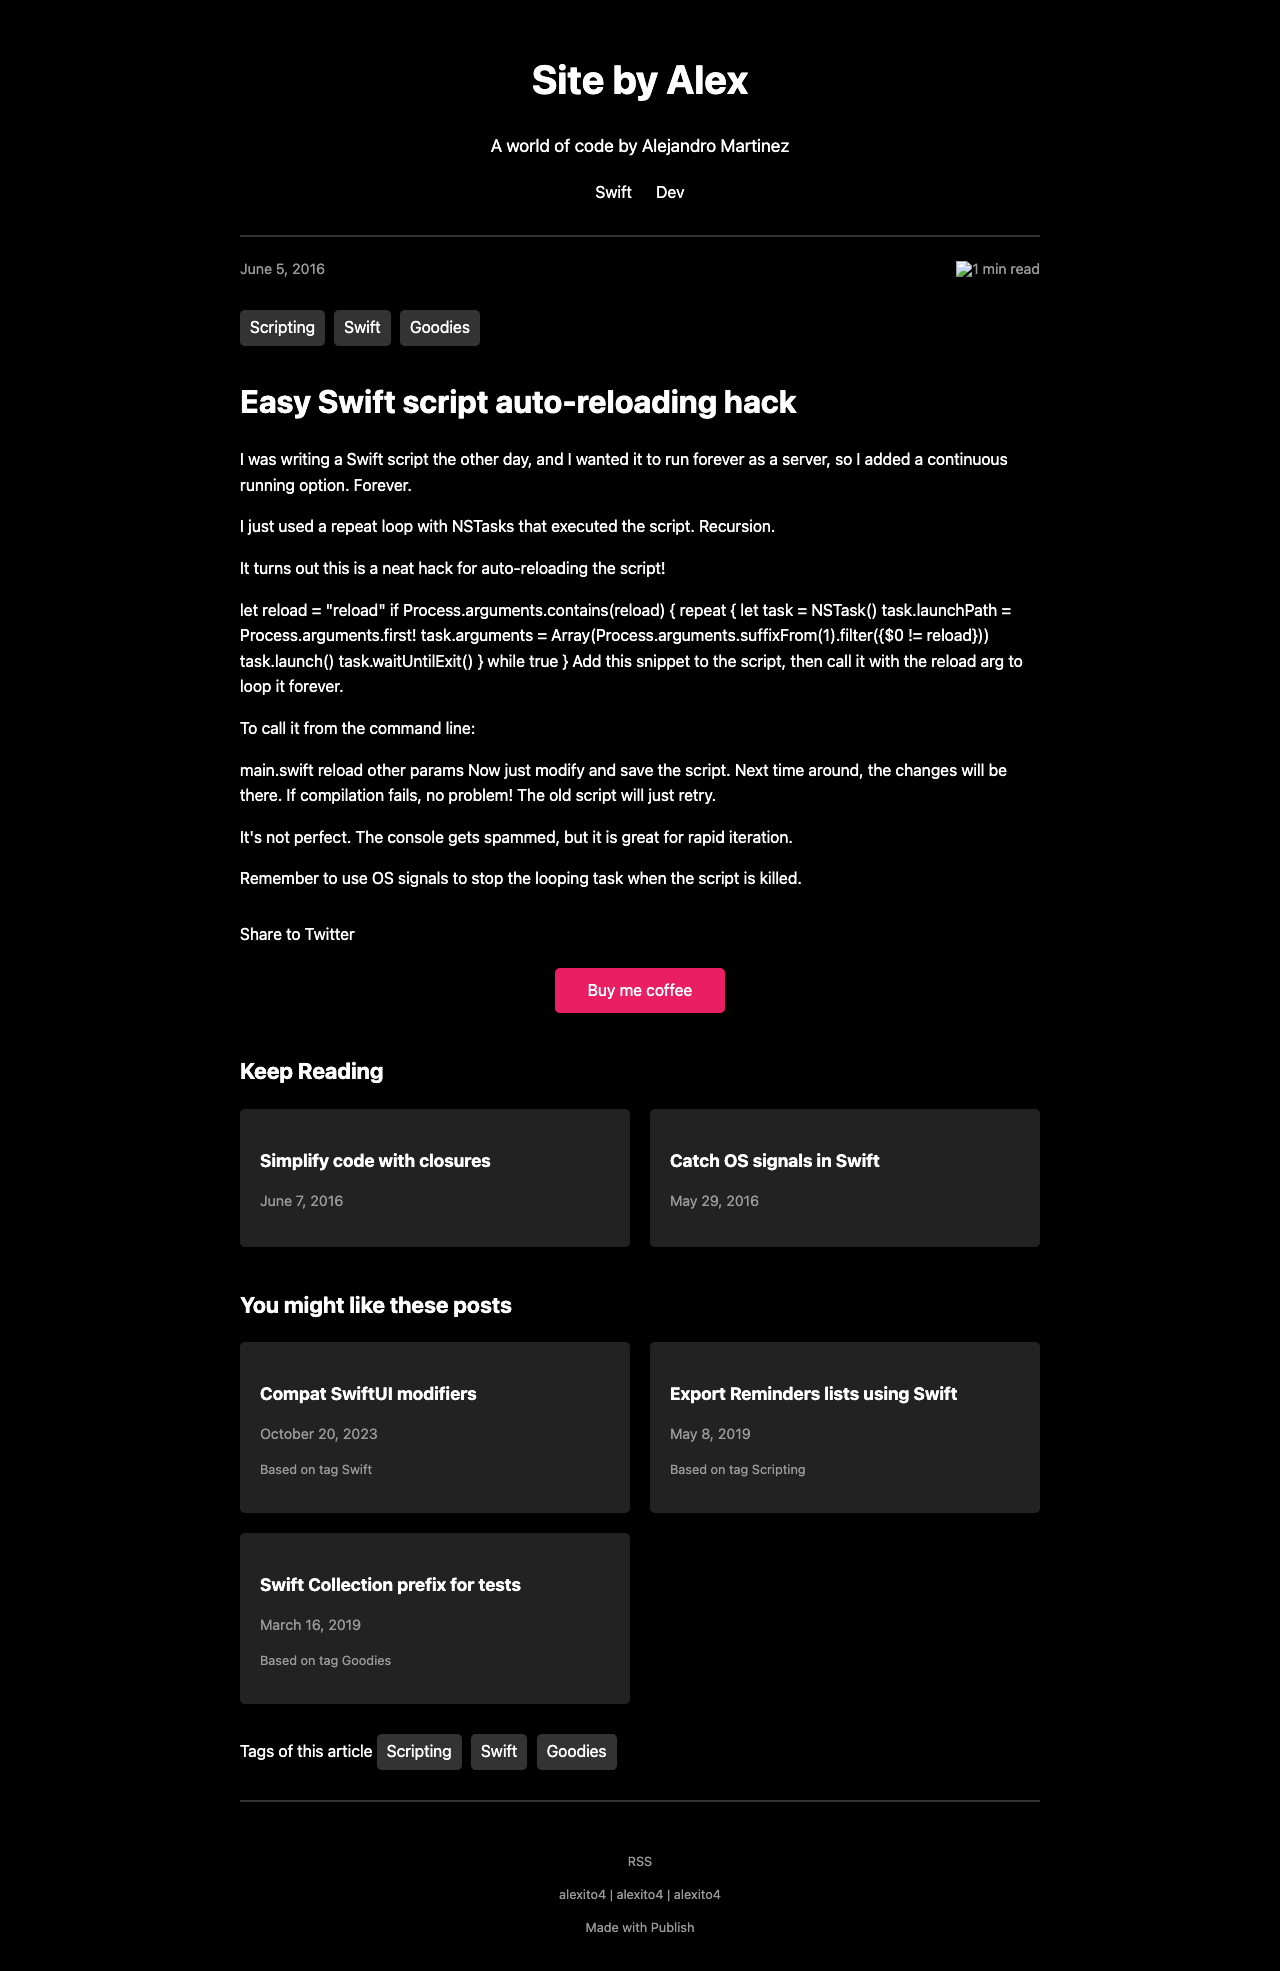 Site by Alex
A world of code by Alejandro Martinez
Swift Dev
June 5, 2016
1 min read
Scripting Swift Goodies
Easy Swift script auto-reloading hack
I was writing a Swift script the other day, and I wanted it to run forever as a server, so I added a continuous
running option. Forever.
I just used a repeat loop with NSTasks that executed the script. Recursion.
It turns out this is a neat hack for auto-reloading the script!
let reload = "reload" if Process.arguments.contains(reload) { repeat { let task = NSTask() task.launchPath =
Process.arguments.first! task.arguments = Array(Process.arguments.suffixFrom(1).filter({$0 != reload}))
task.launch() task.waitUntilExit() } while true } Add this snippet to the script, then call it with the reload arg to
loop it forever.
To call it from the command line:
main.swift reload other params Now just modify and save the script. Next time around, the changes will be
there. If compilation fails, no problem! The old script will just retry.
It's not perfect. The console gets spammed, but it is great for rapid iteration.
Remember to use OS signals to stop the looping task when the script is killed.
Share to Twitter
Buy me coffee
Keep Reading
Simplify code with closures
June 7, 2016
Catch OS signals in Swift
May 29, 2016
You might like these posts
Compat SwiftUI modifiers
October 20, 2023
Based on tag Swift
Export Reminders lists using Swift
May 8, 2019
Based on tag Scripting
Swift Collection prefix for tests
March 16, 2019
Based on tag Goodies
Tags of this article Scripting Swift Goodies
RSS
alexito4 | alexito4 | alexito4
Made with Publish